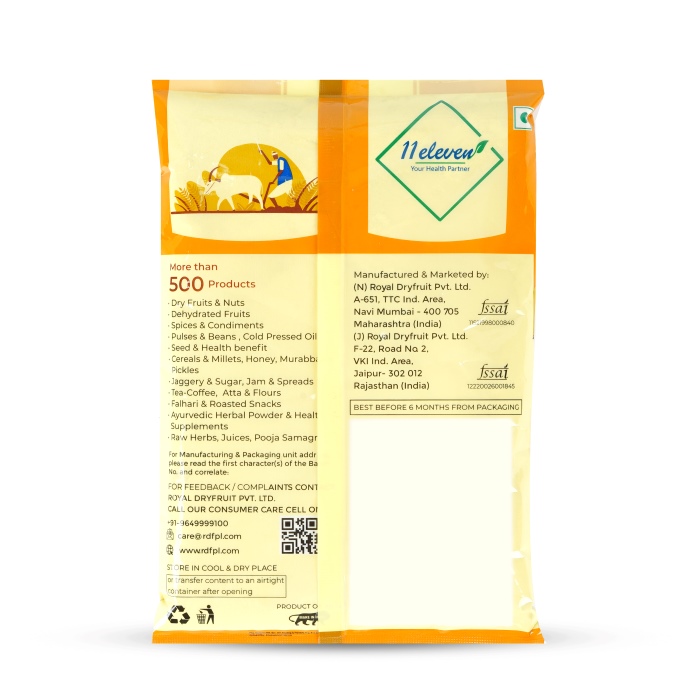 11 eleven
Your Health Partner
More than
500 Products
· Dry Fruits & Nuts
· Dehydrated Fruits
· Spices & Condiments
· Pulses & Beans , Cold Pressed Oil
· Seed & Health benefit
· Cereals & Millets, Honey, Murabba
Pickles
· Jaggery & Sugar, Jam & Spreads
· Tea-Coffee, Atta & Flours
· Falhari & Roasted Snacks
· Ayurvedic Herbal Powder & Healt
Supplements
· Raw Herbs, Juices, Pooja Samagr
For Manufacturing & Packaging unit addr
please read the first character(s) of the Ba
No. and correlate:
FOR FEEDBACK / COMPLAINTS CONT
ROYAL DRYFRUIT PVT. LTD.
CALL OUR CONSUMER CARE CELL O
+91-9649999100
care@rdfpl.com
www.rdfpl.com
STORE IN COOL & DRY PLACE
or transfer content to an airtight
container after opening
PRODUCT O
Manufactured & Marketed by:
(N) Royal Dryfruit Pvt. Ltd.
A-651, TTC Ind. Area,
Navi Mumbai - 400 705
Maharashtra (India)
fssai
(J) Royal Dryfruit Pvt. Ltd.
F-22, Road No. 2,
VKI Ind. Area,
Jaipur- 302 012
Rajasthan (India)
fssai
12220026001845
BEST BEFORE 6 MONTHS FROM PACKAGING